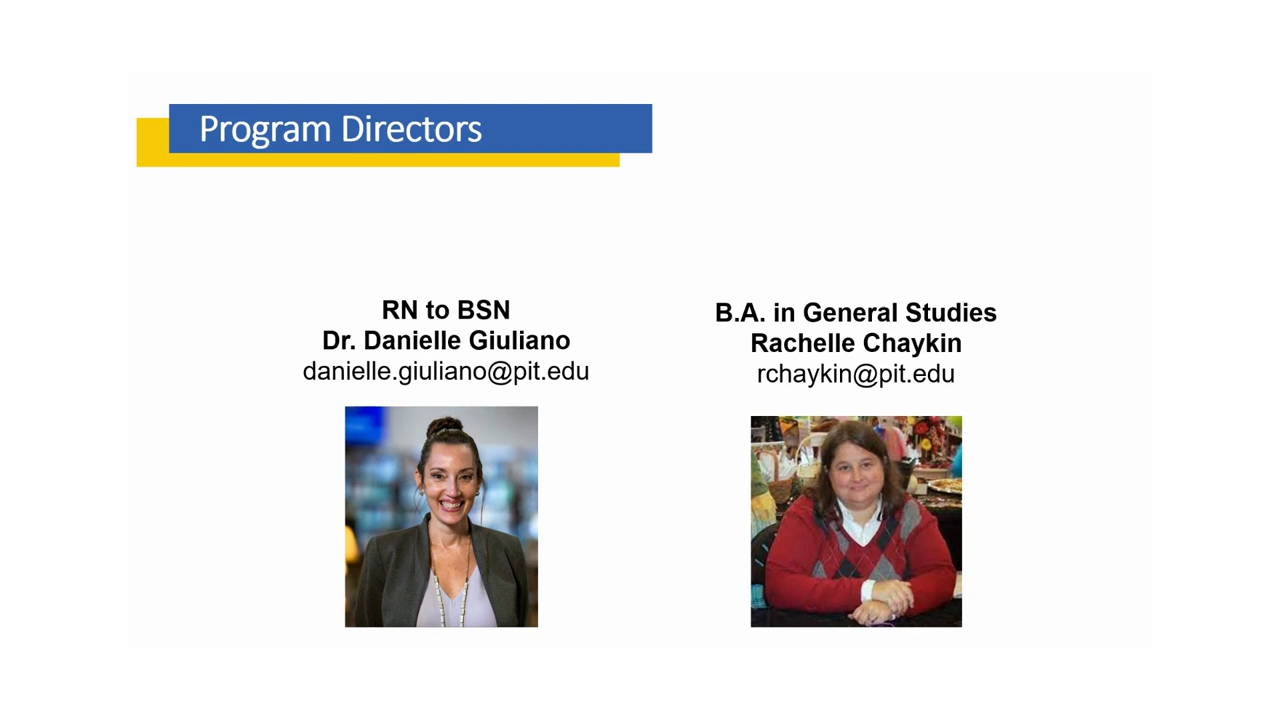 Program Directors
RN to BSN
Dr. Danielle Giuliano
danielle.giuliano@pit.edu
B.A. in General Studies
Rachelle Chaykin
rchaykin@pit.edu